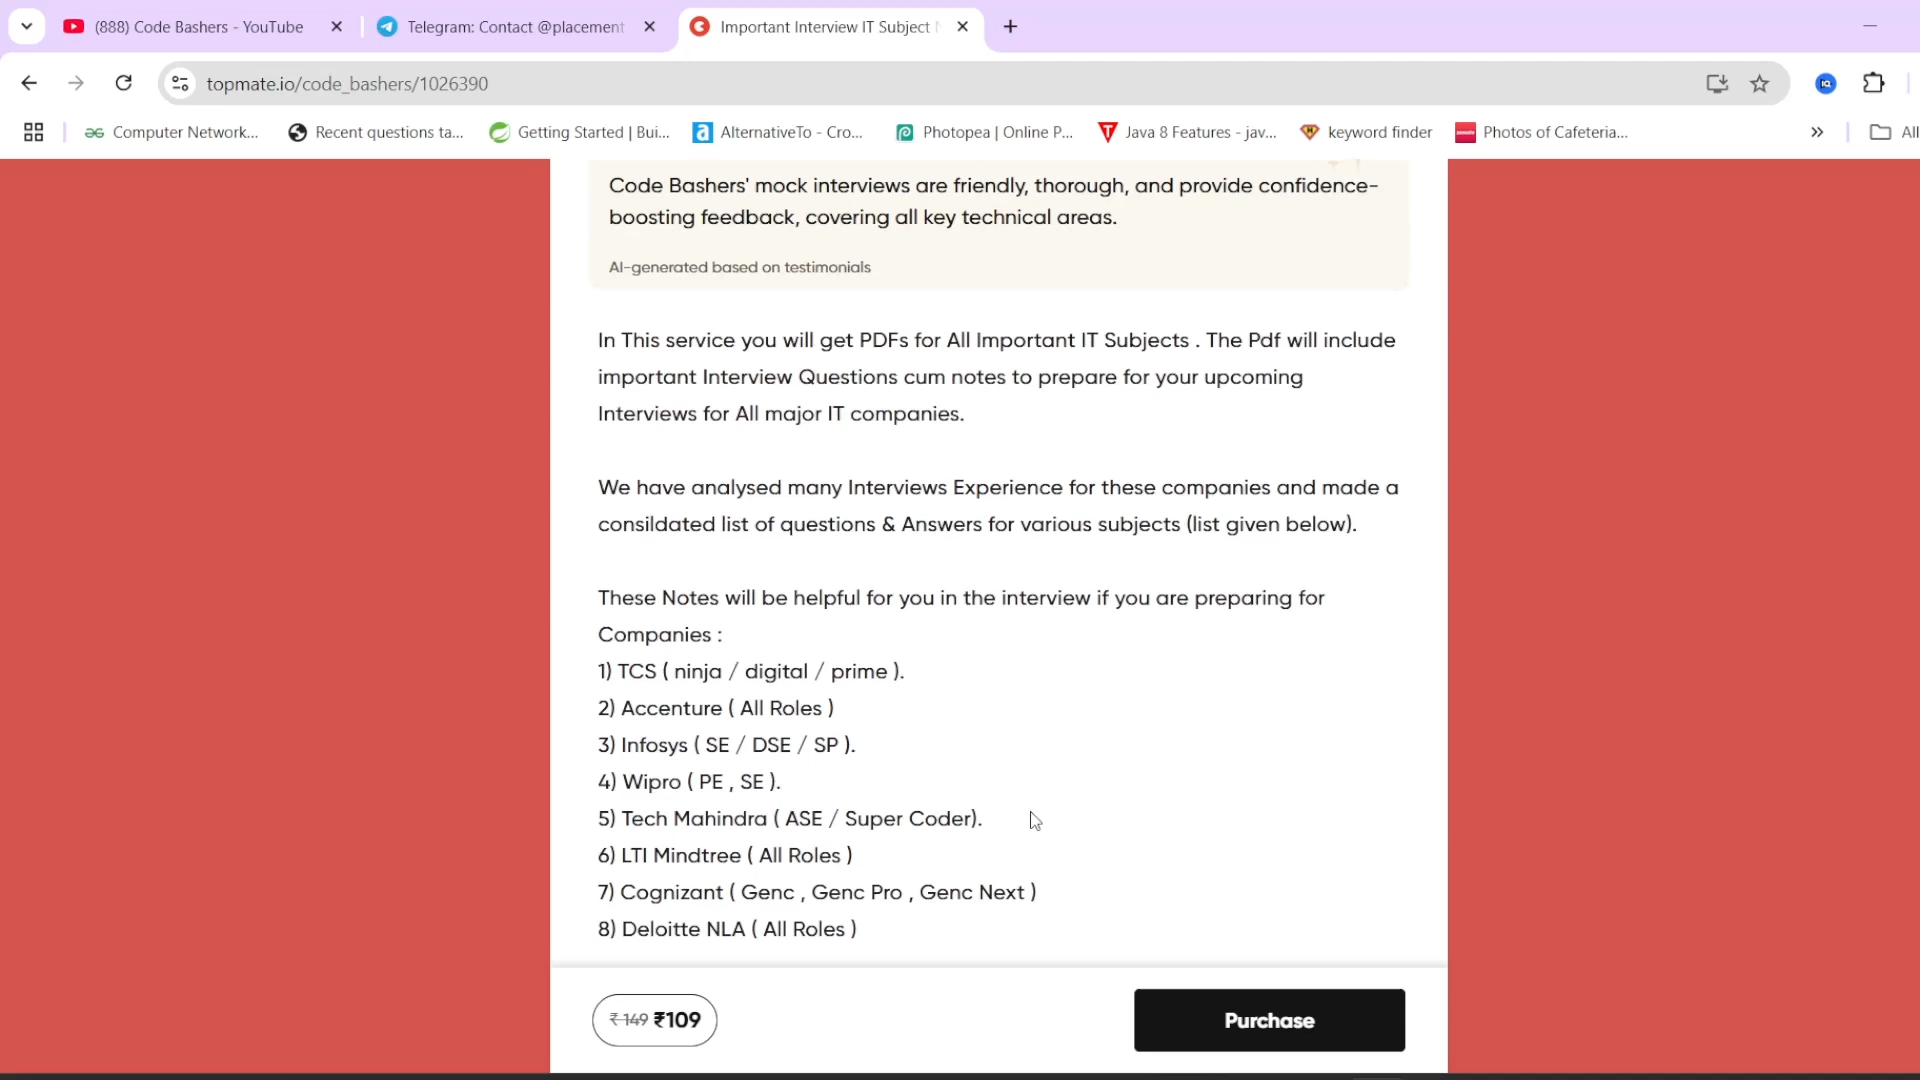 (888) Code Bashers - YouTube
Telegram: Contact @placement
Important Interview IT Subject
topmate.io/code_bashers/1026390
Computer Network...
Recent questions ta...
Getting Started | Bui...
AlternativeTo - Cro...
Photopea | Online P...
Java 8 Features - jav...
keyword finder
Photos of Cafeteria...
All
Code Bashers' mock interviews are friendly, thorough, and provide confidence-
boosting feedback, covering all key technical areas.
AI-generated based on testimonials
In This service you will get PDFs for All Important IT Subjects . The Pdf will include
important Interview Questions cum notes to prepare for your upcoming
Interviews for All major IT companies.
We have analysed many Interviews Experience for these companies and made a
consildated list of questions & Answers for various subjects (list given below).
These Notes will be helpful for you in the interview if you are preparing for
Companies :
1) TCS ( ninja / digital / prime ).
2) Accenture ( All Roles )
3) Infosys ( SE / DSE / SP ).
4) Wipro ( PE , SE ).
5) Tech Mahindra ( ASE / Super Coder).
6) LTI Mindtree ( All Roles )
7) Cognizant ( Genc , Genc Pro , Genc Next )
8) Deloitte NLA ( All Roles )
₹149 ₹109
Purchase